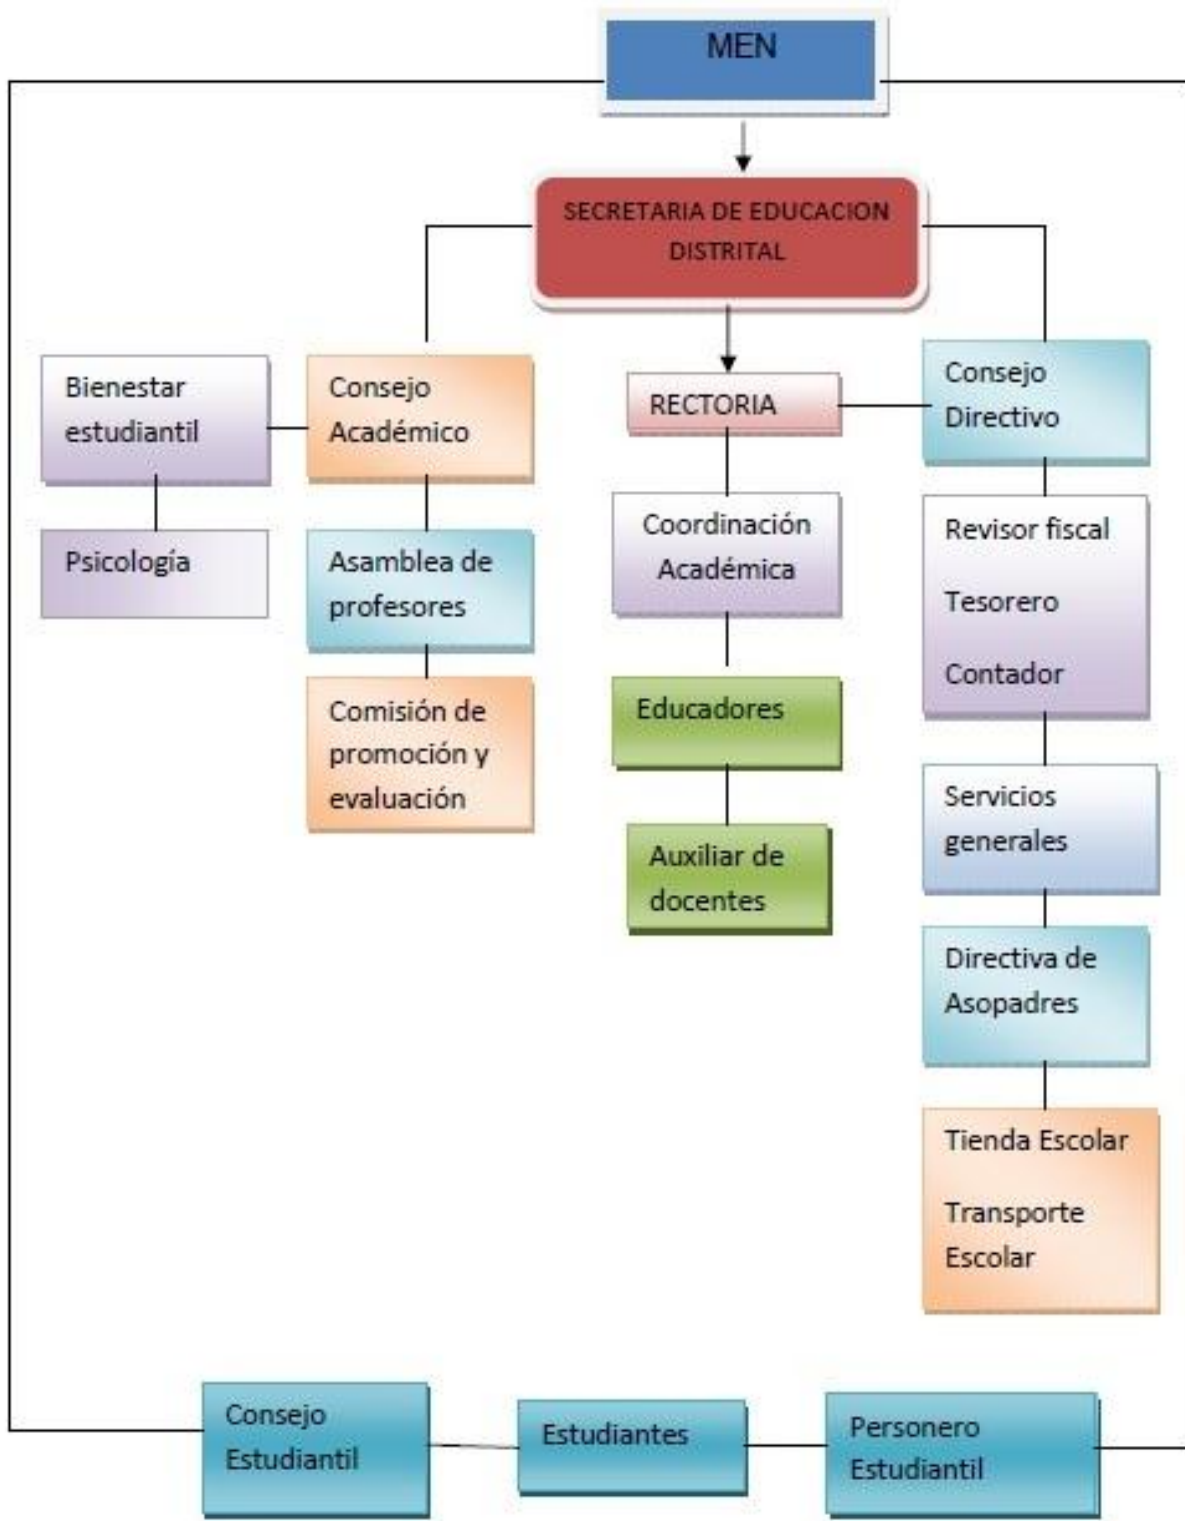 MEN
SECRETARIA DE EDUCACION
DISTRITAL
Bienestar
estudiantil
Consejo
Académico
RECTORIA
Consejo
Directivo
Psicología
Asamblea de
profesores
Coordinación
Académica
Revisor fiscal
Tesorero
Contador
Comisión de
promoción y
evaluación
Educadores
Servicios
generales
Auxiliar de
docentes
Directiva de
Asopadres
Tienda Escolar
Transporte
Escolar
Consejo
Estudiantil
Estudiantes
Personero
Estudiantil